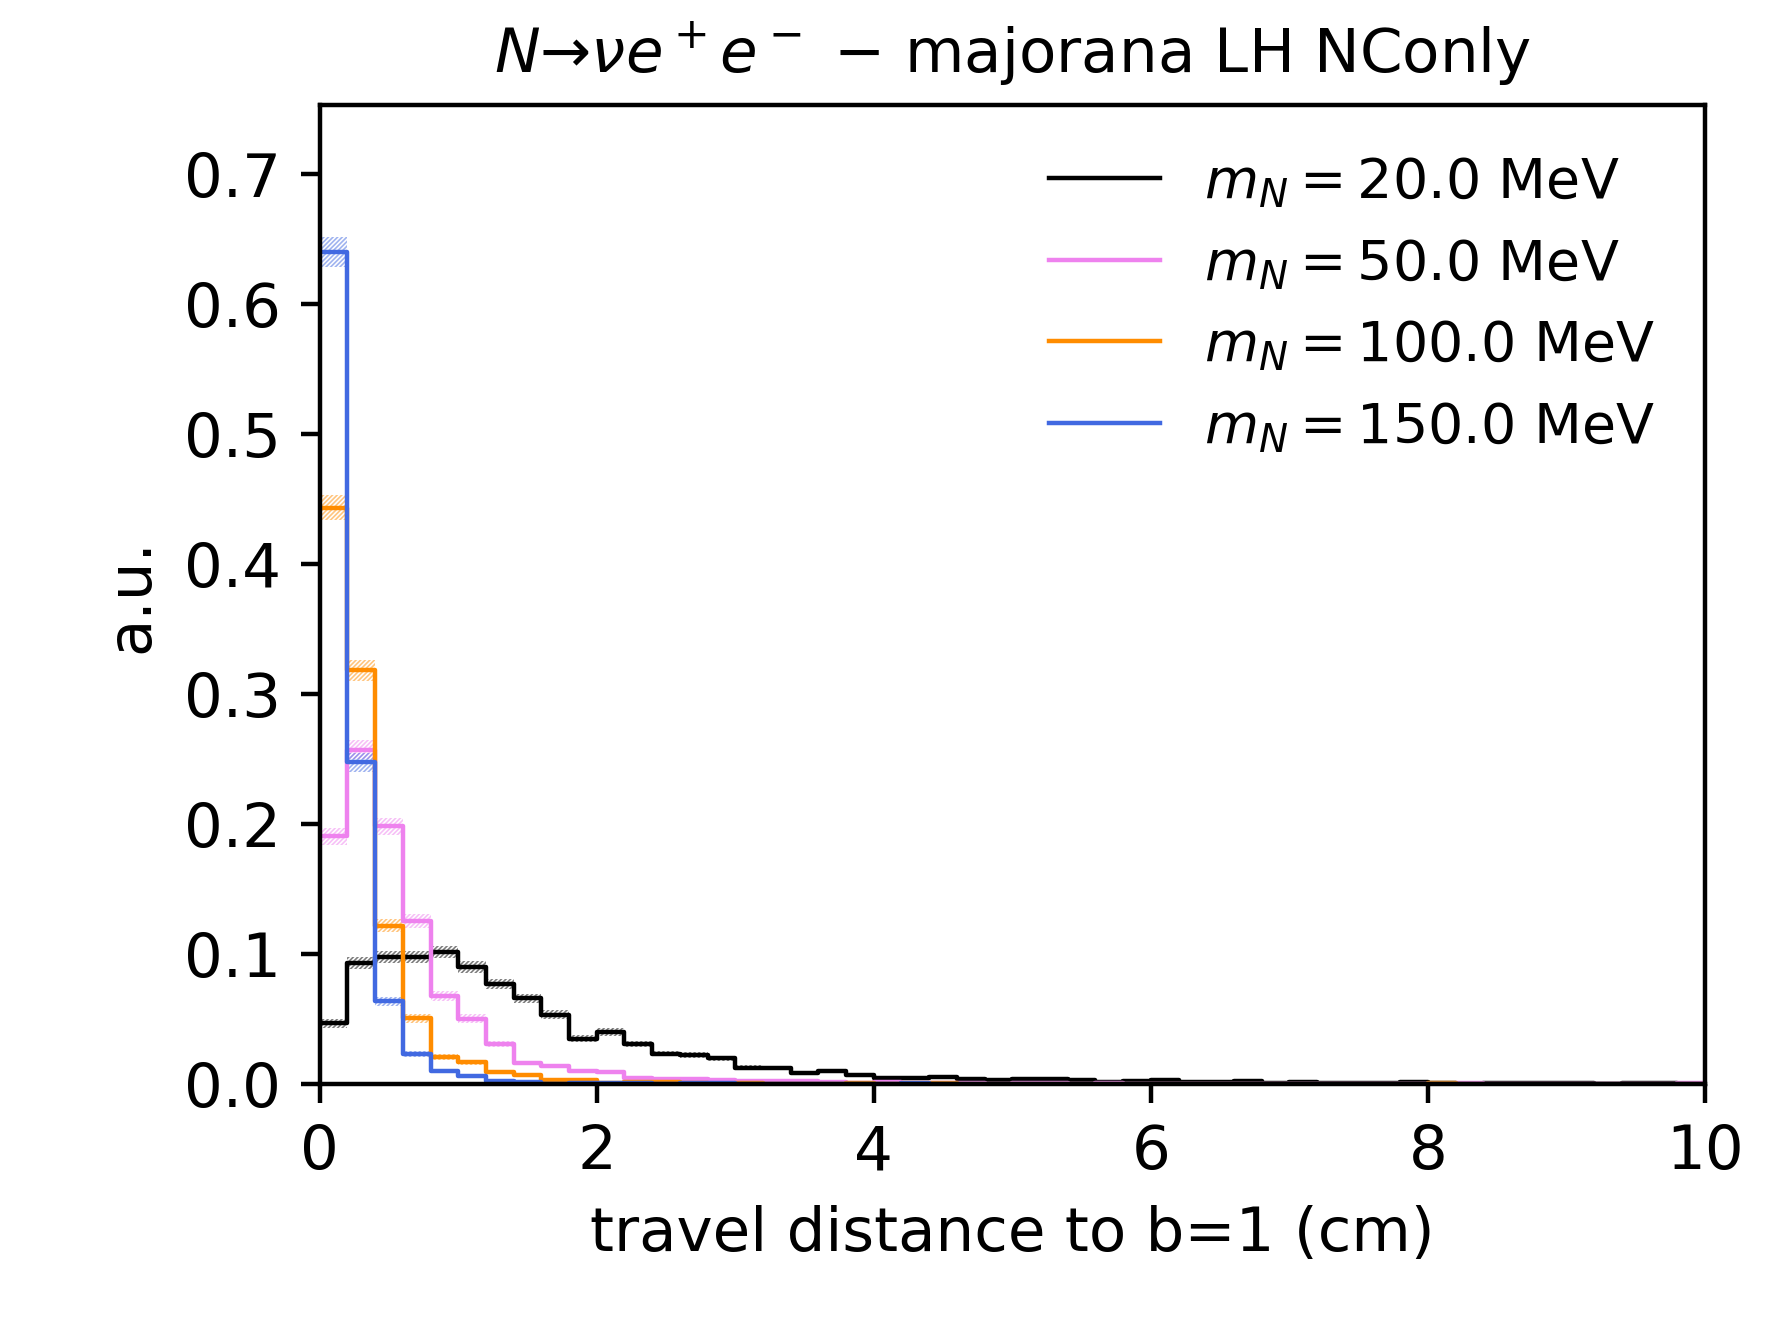 N→νe⁺e⁻ − majorana LH NConly
m_N = 20.0 MeV
m_N = 50.0 MeV
m_N = 100.0 MeV
m_N = 150.0 MeV
a.u.
0.7
0.6
0.5
0.4
0.3
0.2
0.1
0.0
0 2 4 6 8 10
travel distance to b=1 (cm)